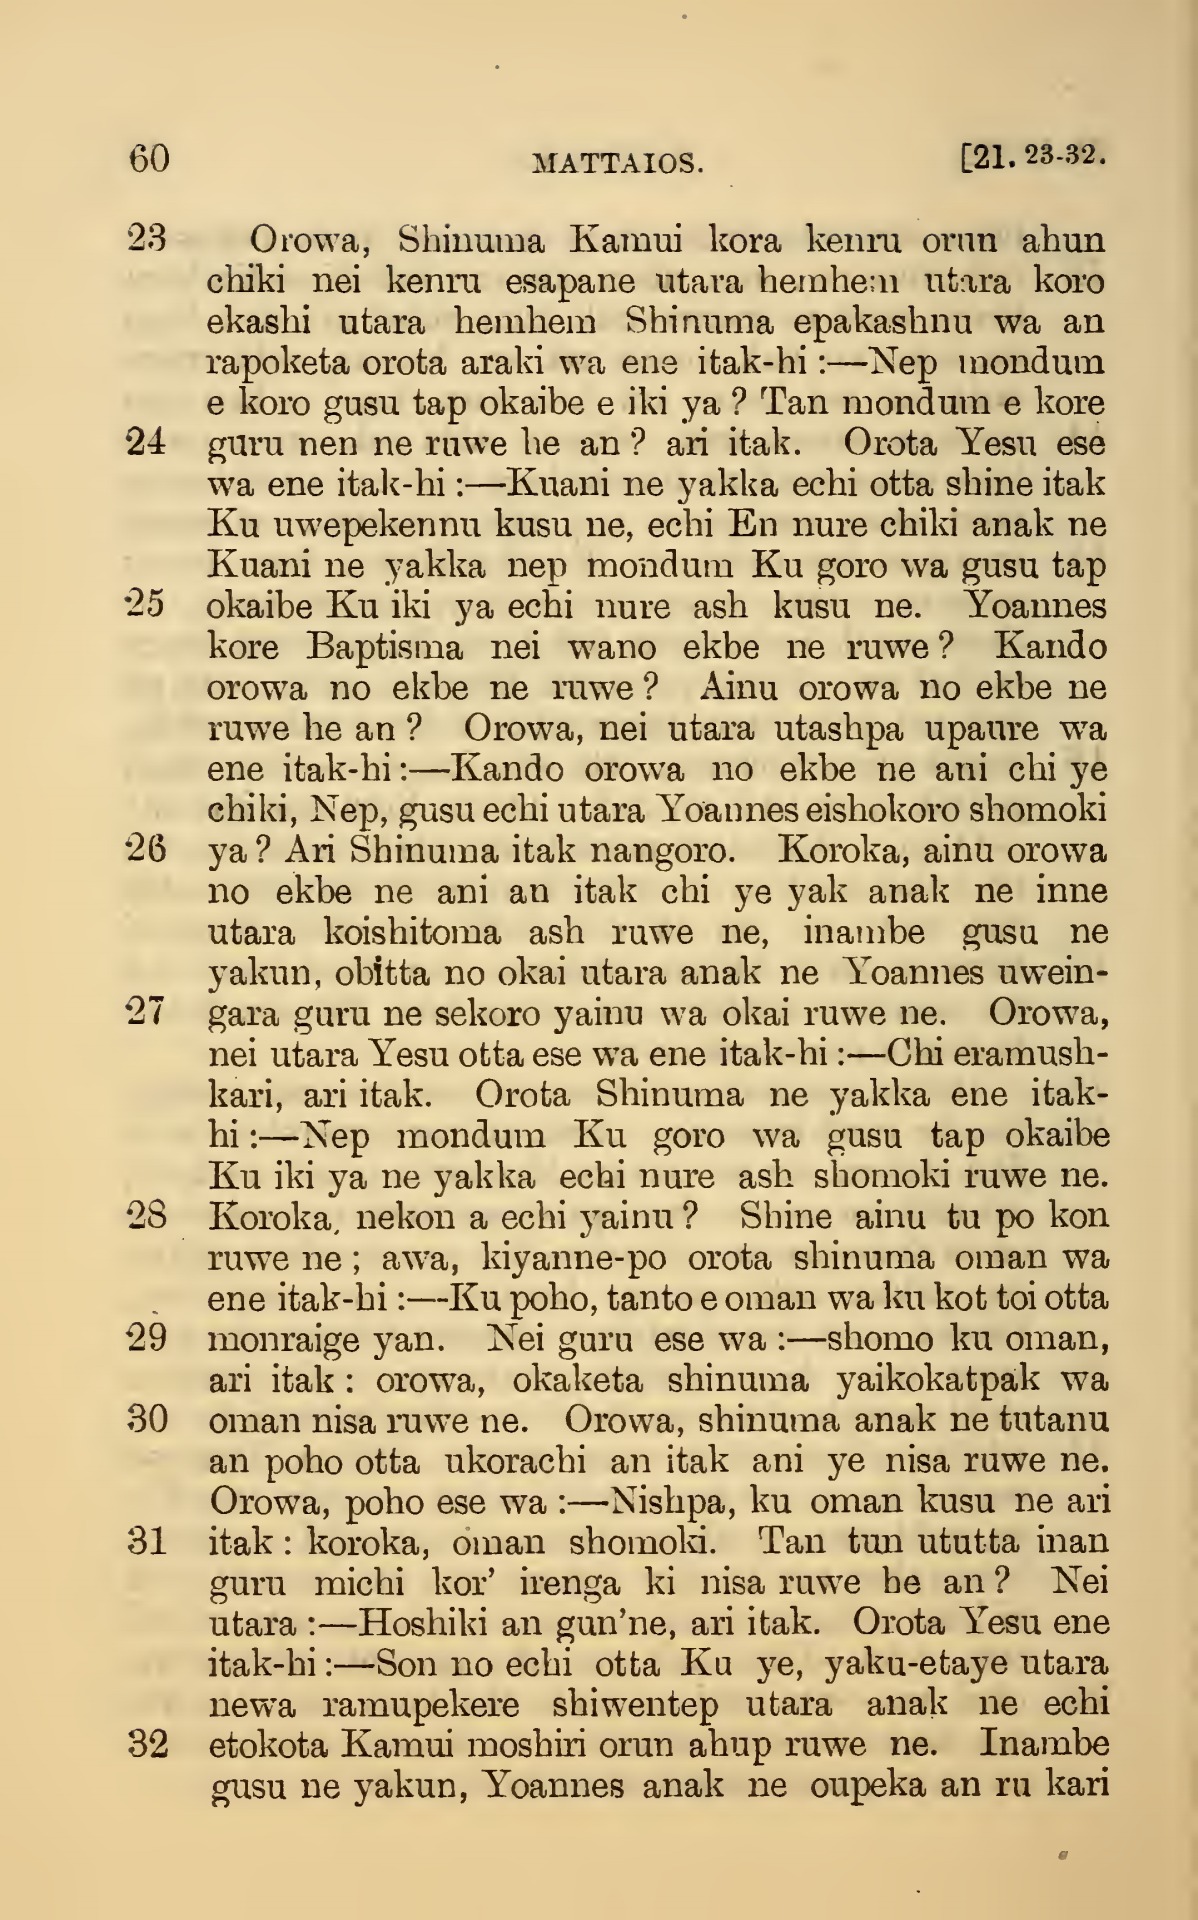 60 MATTAIOS. [21. 23-32.
23 Orowa, Shinuma Kamui kora kenru orun ahun
chiki nei kenru esapane utara hemhem utara koro
ekashi utara hemhem Shinuma epakashnu wa an
rapoketa orota araki wa ene itak-hi :—Nep mondum
e koro gusu tap okaibe e iki ya ? Tan mondum e kore
24 guru nen ne ruwe he an ? ari itak. Orota Yesu ese
wa ene itak-hi :—Kuani ne yakka echi otta shine itak
Ku uwepekennu kusu ne, echi En nure chiki anak ne
Kuani ne yakka nep mondum Ku goro wa gusu tap
25 okaibe Ku iki ya echi nure ash kusu ne. Yoannes
kore Baptisma nei wano ekbe ne ruwe ? Kando
orowa no ekbe ne ruwe ? Ainu orowa no ekbe ne
ruwe he an ? Orowa, nei utara utashpa upaure wa
ene itak-hi :—Kando orowa no ekbe ne ani chi ye
chiki, Nep, gusu echi utara Yoannes eishokoro shomoki
26 ya ? Ari Shinuma itak nangoro. Koroka, ainu orowa
no ekbe ne ani an itak chi ye yak anak ne inne
utara koishitoma ash ruwe ne, inambe gusu ne
yakun, obitta no okai utara anak ne Yoannes uwein-
27 gara guru ne sekoro yainu wa okai ruwe ne. Orowa,
nei utara Yesu otta ese wa ene itak-hi :—Chi eramush-
kari, ari itak. Orota Shinuma ne yakka ene itak-
hi :—Nep mondum Ku goro wa gusu tap okaibe
Ku iki ya ne yakka echi nure ash shomoki ruwe ne.
28 Koroka, nekon a echi yainu ? Shine ainu tu po kon
ruwe ne ; awa, kiyanne-po orota shinuma oman wa
ene itak-hi :—Ku poho, tanto e oman wa ku kot toi otta
29 monraige yan. Nei guru ese wa :—shomo ku oman,
ari itak : orowa, okaketa shinuma yaikokatpak wa
30 oman nisa ruwe ne. Orowa, shinuma anak ne tutanu
an poho otta ukorachi an itak ani ye nisa ruwe ne.
Orowa, poho ese wa :—Nishpa, ku oman kusu ne ari
31 itak : koroka, oman shomoki. Tan tun ututta inan
guru michi kor' irenga ki nisa ruwe he an ? Nei
utara :—Hoshiki an gun'ne, ari itak. Orota Yesu ene
itak-hi :—Son no echi otta Ku ye, yaku-etaye utara
newa ramupekere shiwentep utara anak ne echi
32 etokota Kamui moshiri orun ahup ruwe ne. Inambe
gusu ne yakun, Yoannes anak ne oupeka an ru kari